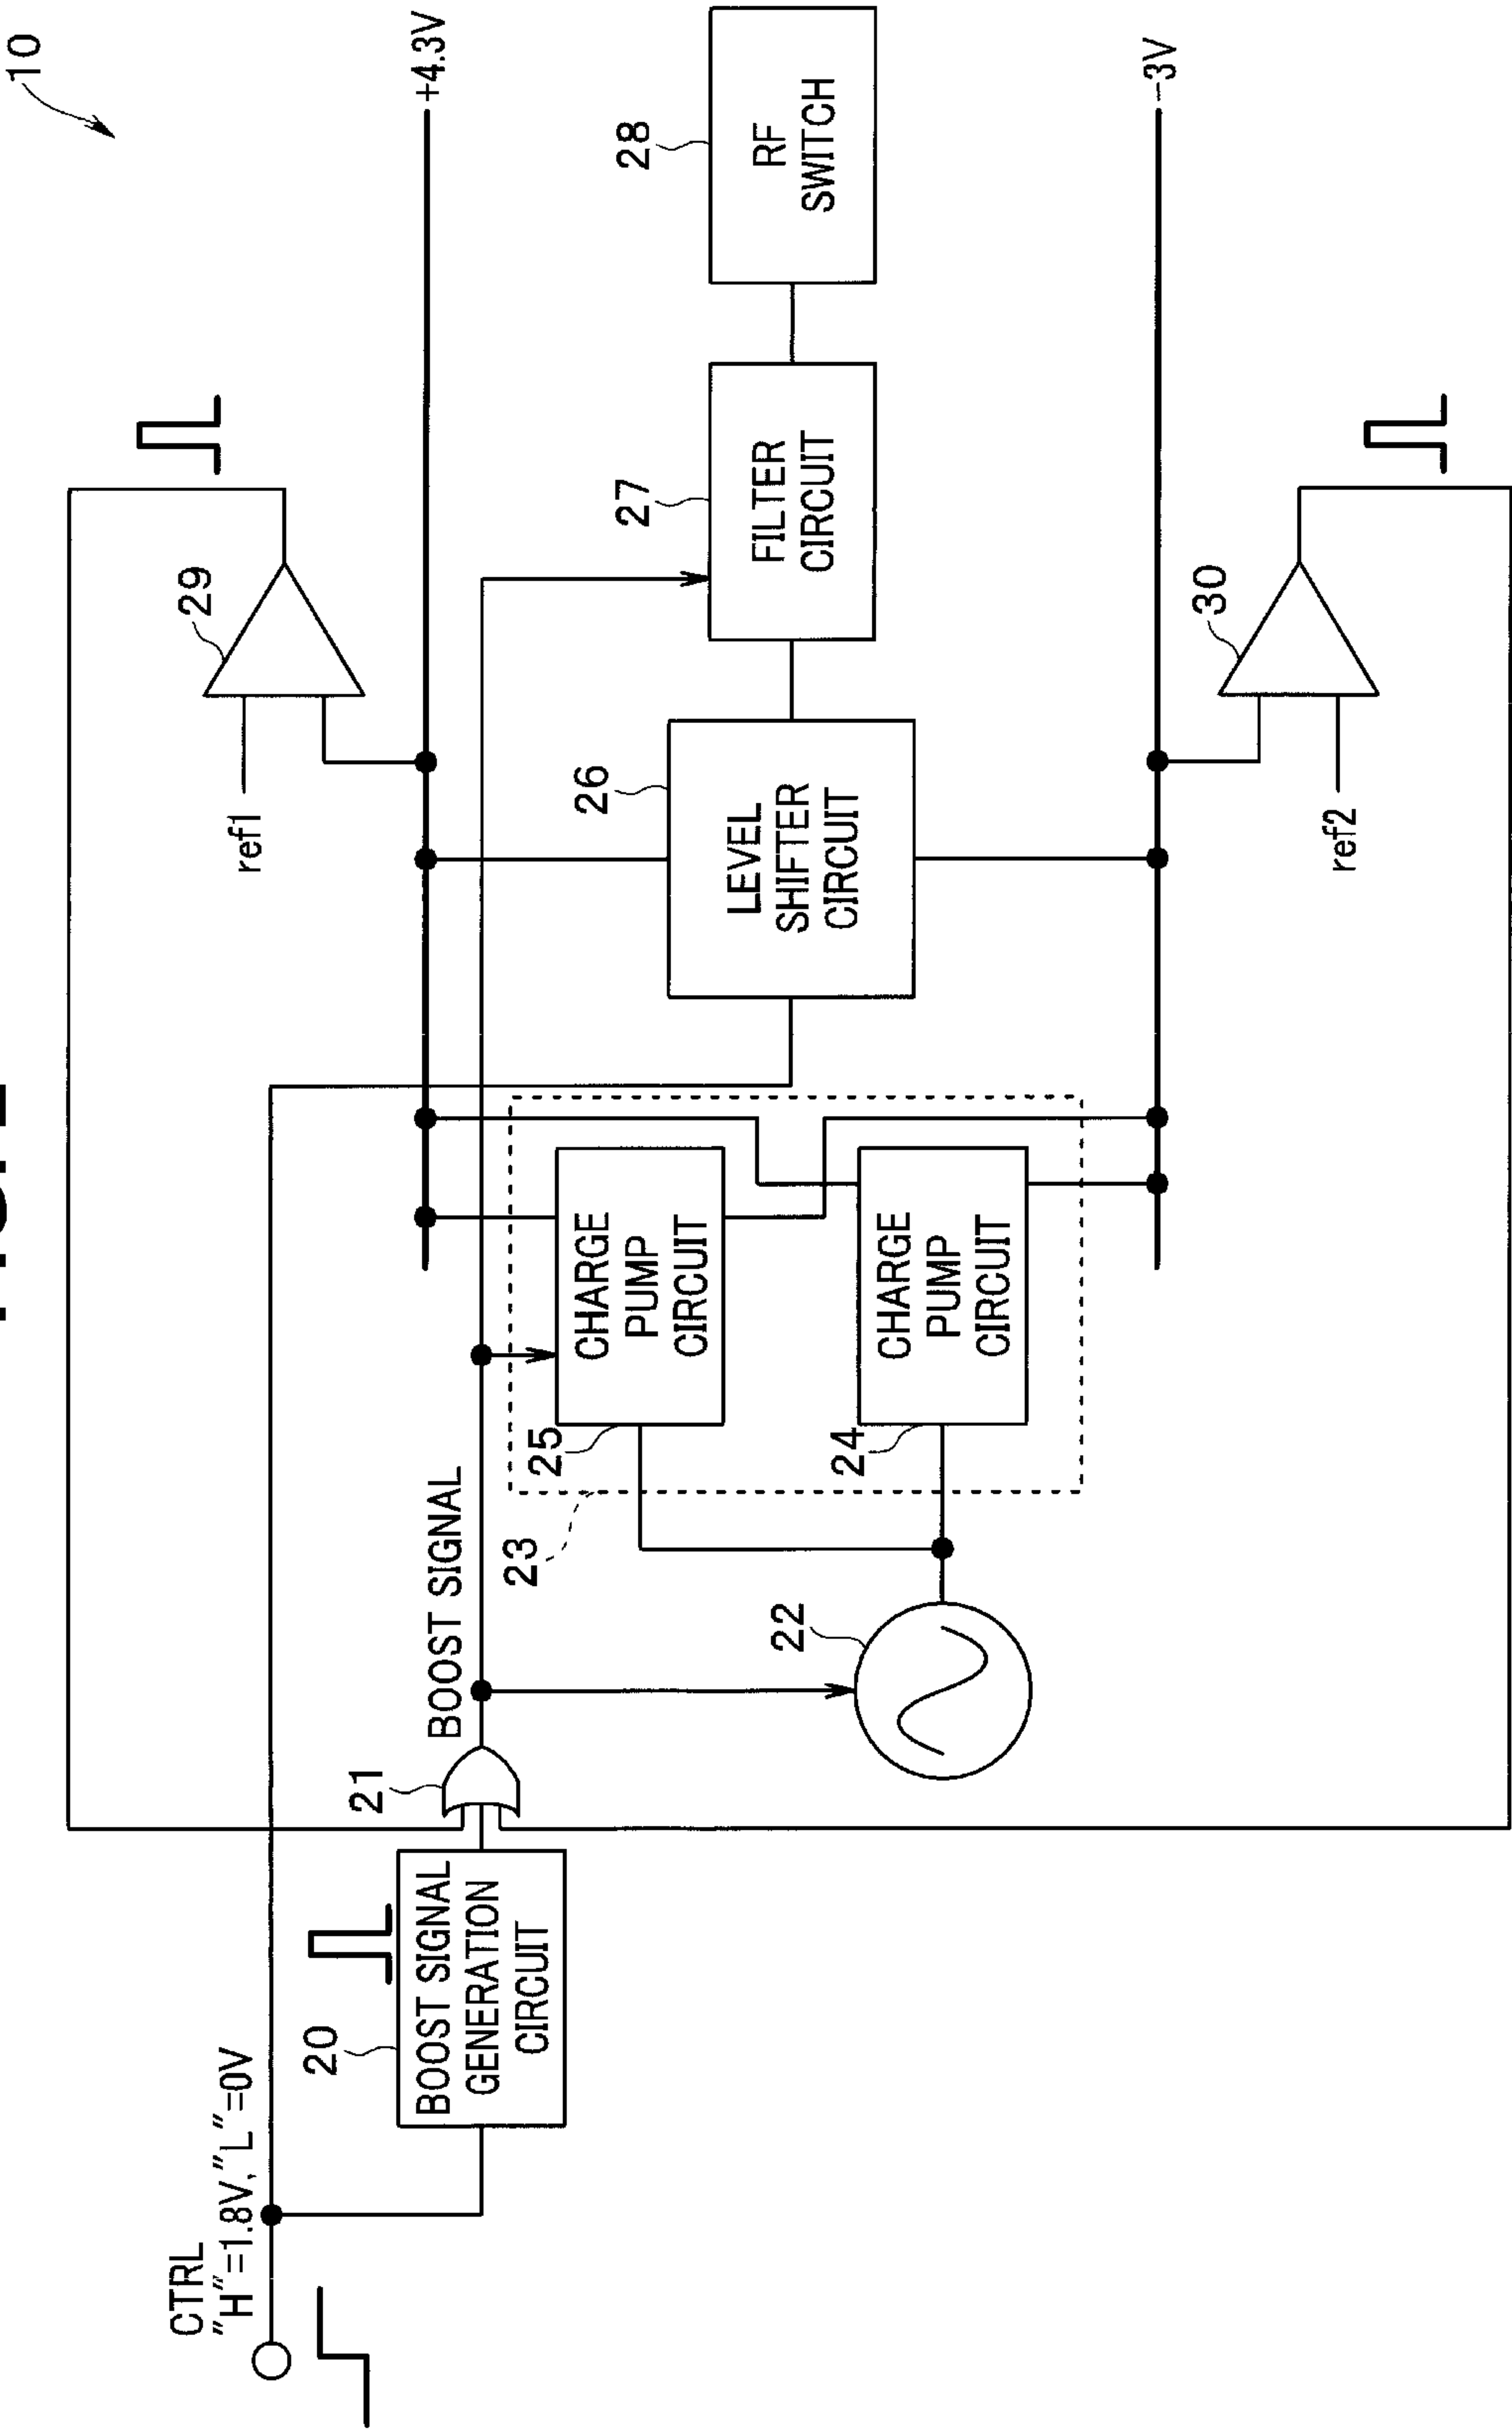 10
CTRL
"H"=1.8V,"L"=0V
20
BOOST SIGNAL
GENERATION
CIRCUIT
21
BOOST SIGNAL
22
23
25
CHARGE
PUMP
CIRCUIT
24
CHARGE
PUMP
CIRCUIT
26
LEVEL
SHIFTER
CIRCUIT
27
FILTER
CIRCUIT
28
RF
SWITCH
ref1
29
+4.3V
ref2
30
-3V